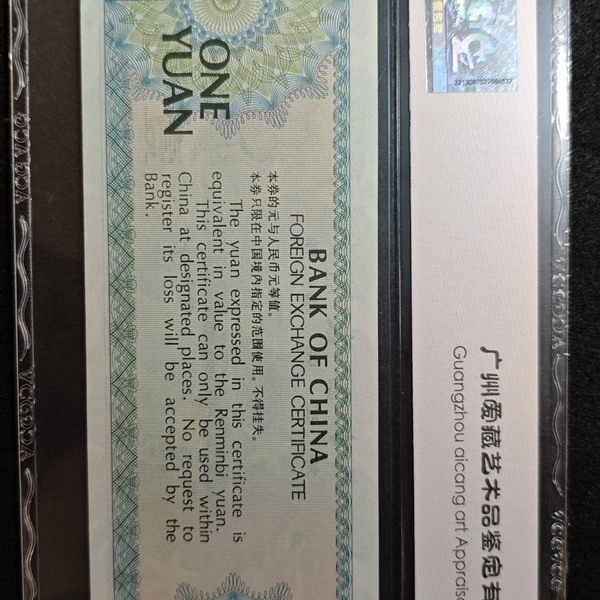 广州爱藏艺术品鉴定有
Guangzhou aicang art Apprais
2213097037664537
BANK OF CHINA
FOREIGN EXCHANGE CERTIFICATE
本券的元与人民币元等值。
本券只限在中国境内指定的范围使用。不得挂失。
The yuan expressed in this certificate is
equivalent in value to the Renminbi yuan.
This certificate can only be used within
China at designated places. No request to
register its loss will be accepted by the
Bank.
ONE
YUAN